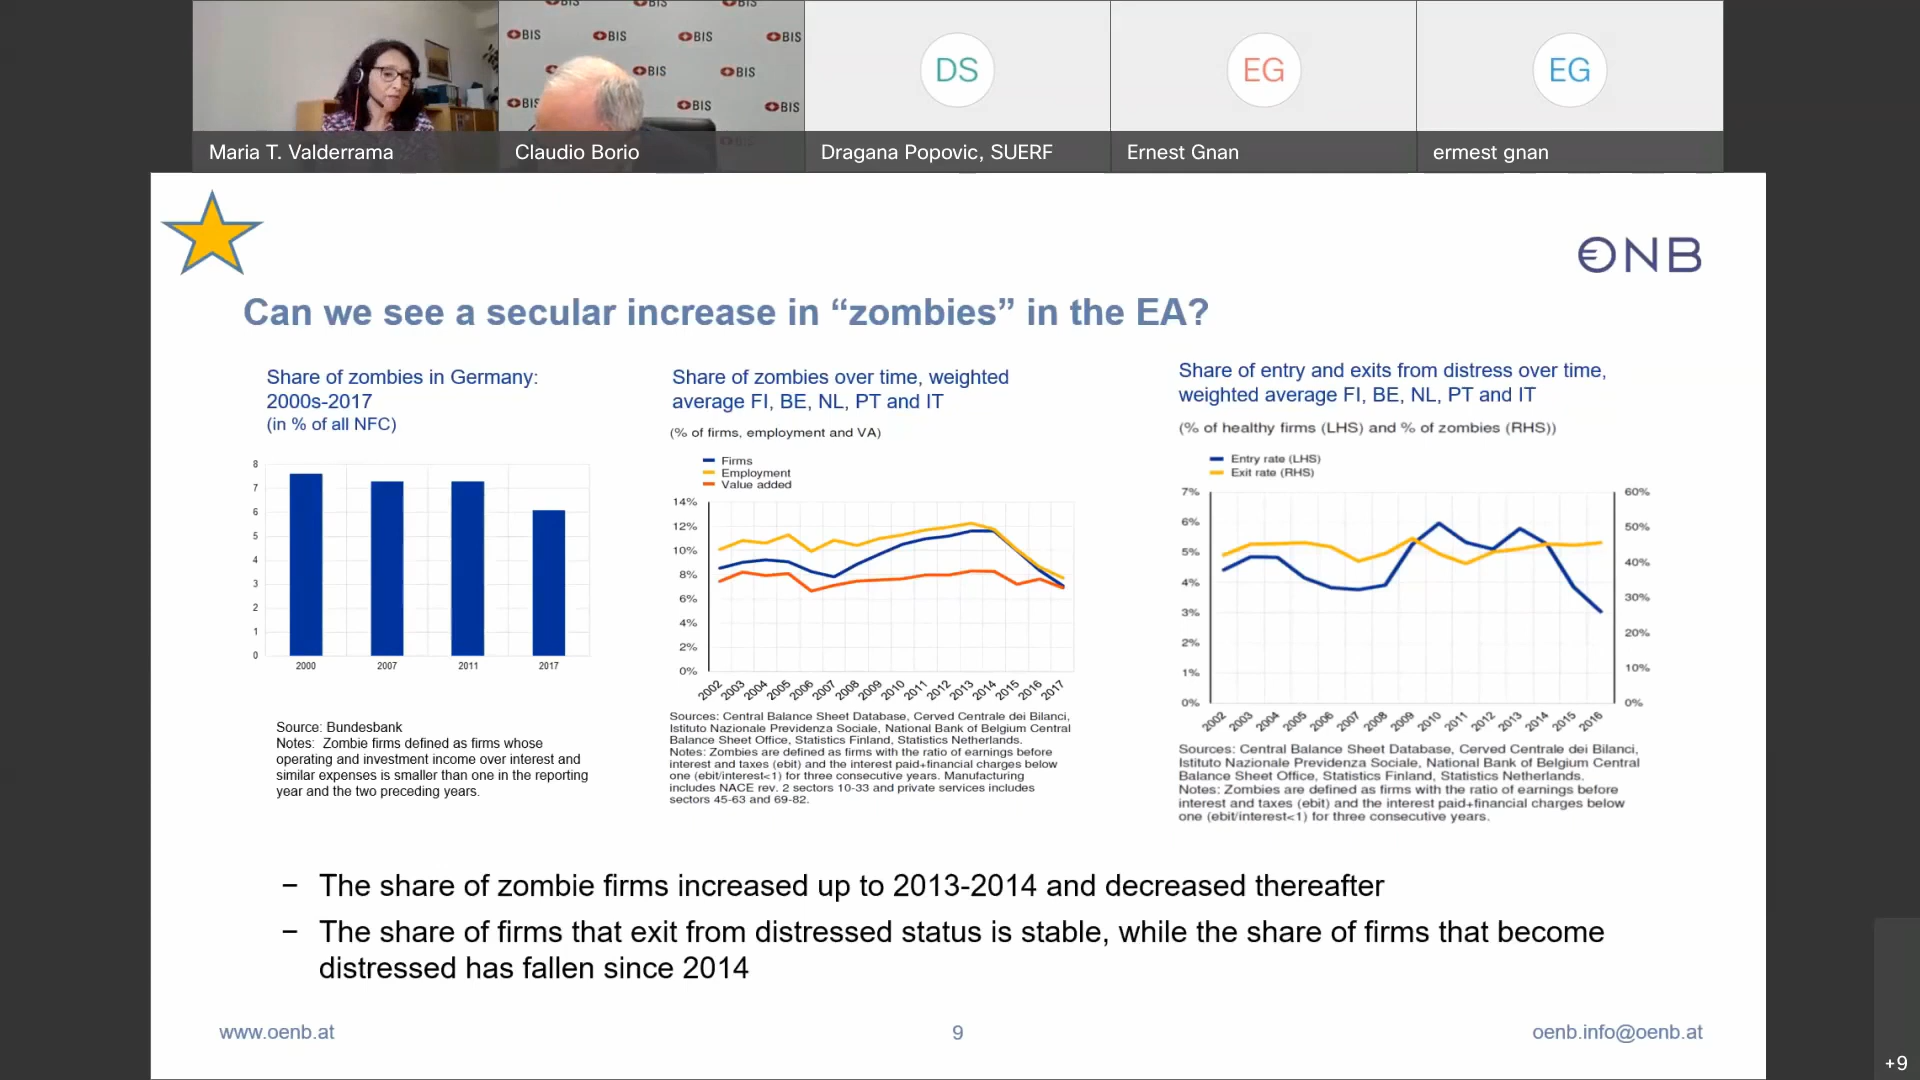 BIS BIS BIS
BIS BIS BIS BIS
BIS BIS
BIS BIS BIS
DS
EG
EG
Maria T. Valderrama
Claudio Borio
Dragana Popovic, SUERF
Ernest Gnan
ermest gnan
ONB
Can we see a secular increase in “zombies” in the EA?
Share of zombies in Germany:
2000s-2017
(in % of all NFC)
8
7
6
5
4
3
2
1
0
2000 2007 2011 2017
Source: Bundesbank
Notes: Zombie firms defined as firms whose
operating and investment income over interest and
similar expenses is smaller than one in the reporting
year and the two preceding years.
Share of zombies over time, weighted
average FI, BE, NL, PT and IT
(% of firms, employment and VA)
Firms
Employment
Value added
14%
12%
10%
8%
6%
4%
2%
0%
2002 2003 2004 2005 2006 2007 2008 2009 2010 2011 2012 2013 2014 2015 2016 2017
Sources: Central Balance Sheet Database, Cerved Centrale dei Bilanci,
Istituto Nazionale Previdenza Sociale, National Bank of Belgium Central
Balance Sheet Office, Statistics Finland, Statistics Netherlands.
Notes: Zombies are defined as firms with the ratio of earnings before
interest and taxes (ebit) and the interest paid+financial charges below
one (ebit/interest<1) for three consecutive years. Manufacturing
includes NACE rev. 2 sectors 10-33 and private services includes
sectors 45-63 and 69-82.
Share of entry and exits from distress over time,
weighted average FI, BE, NL, PT and IT
(% of healthy firms (LHS) and % of zombies (RHS))
Entry rate (LHS)
Exit rate (RHS)
7%
6%
5%
4%
3%
2%
1%
0%
60%
50%
40%
30%
20%
10%
0%
2002 2003 2004 2005 2006 2007 2008 2009 2010 2011 2012 2013 2014 2015 2016
Sources: Central Balance Sheet Database, Cerved Centrale dei Bilanci,
Istituto Nazionale Previdenza Sociale, National Bank of Belgium Central
Balance Sheet Office, Statistics Finland, Statistics Netherlands.
Notes: Zombies are defined as firms with the ratio of earnings before
interest and taxes (ebit) and the interest paid+financial charges below
one (ebit/interest<1) for three consecutive years.
– The share of zombie firms increased up to 2013-2014 and decreased thereafter
– The share of firms that exit from distressed status is stable, while the share of firms that become
distressed has fallen since 2014
www.oenb.at
9
oenb.info@oenb.at
+9